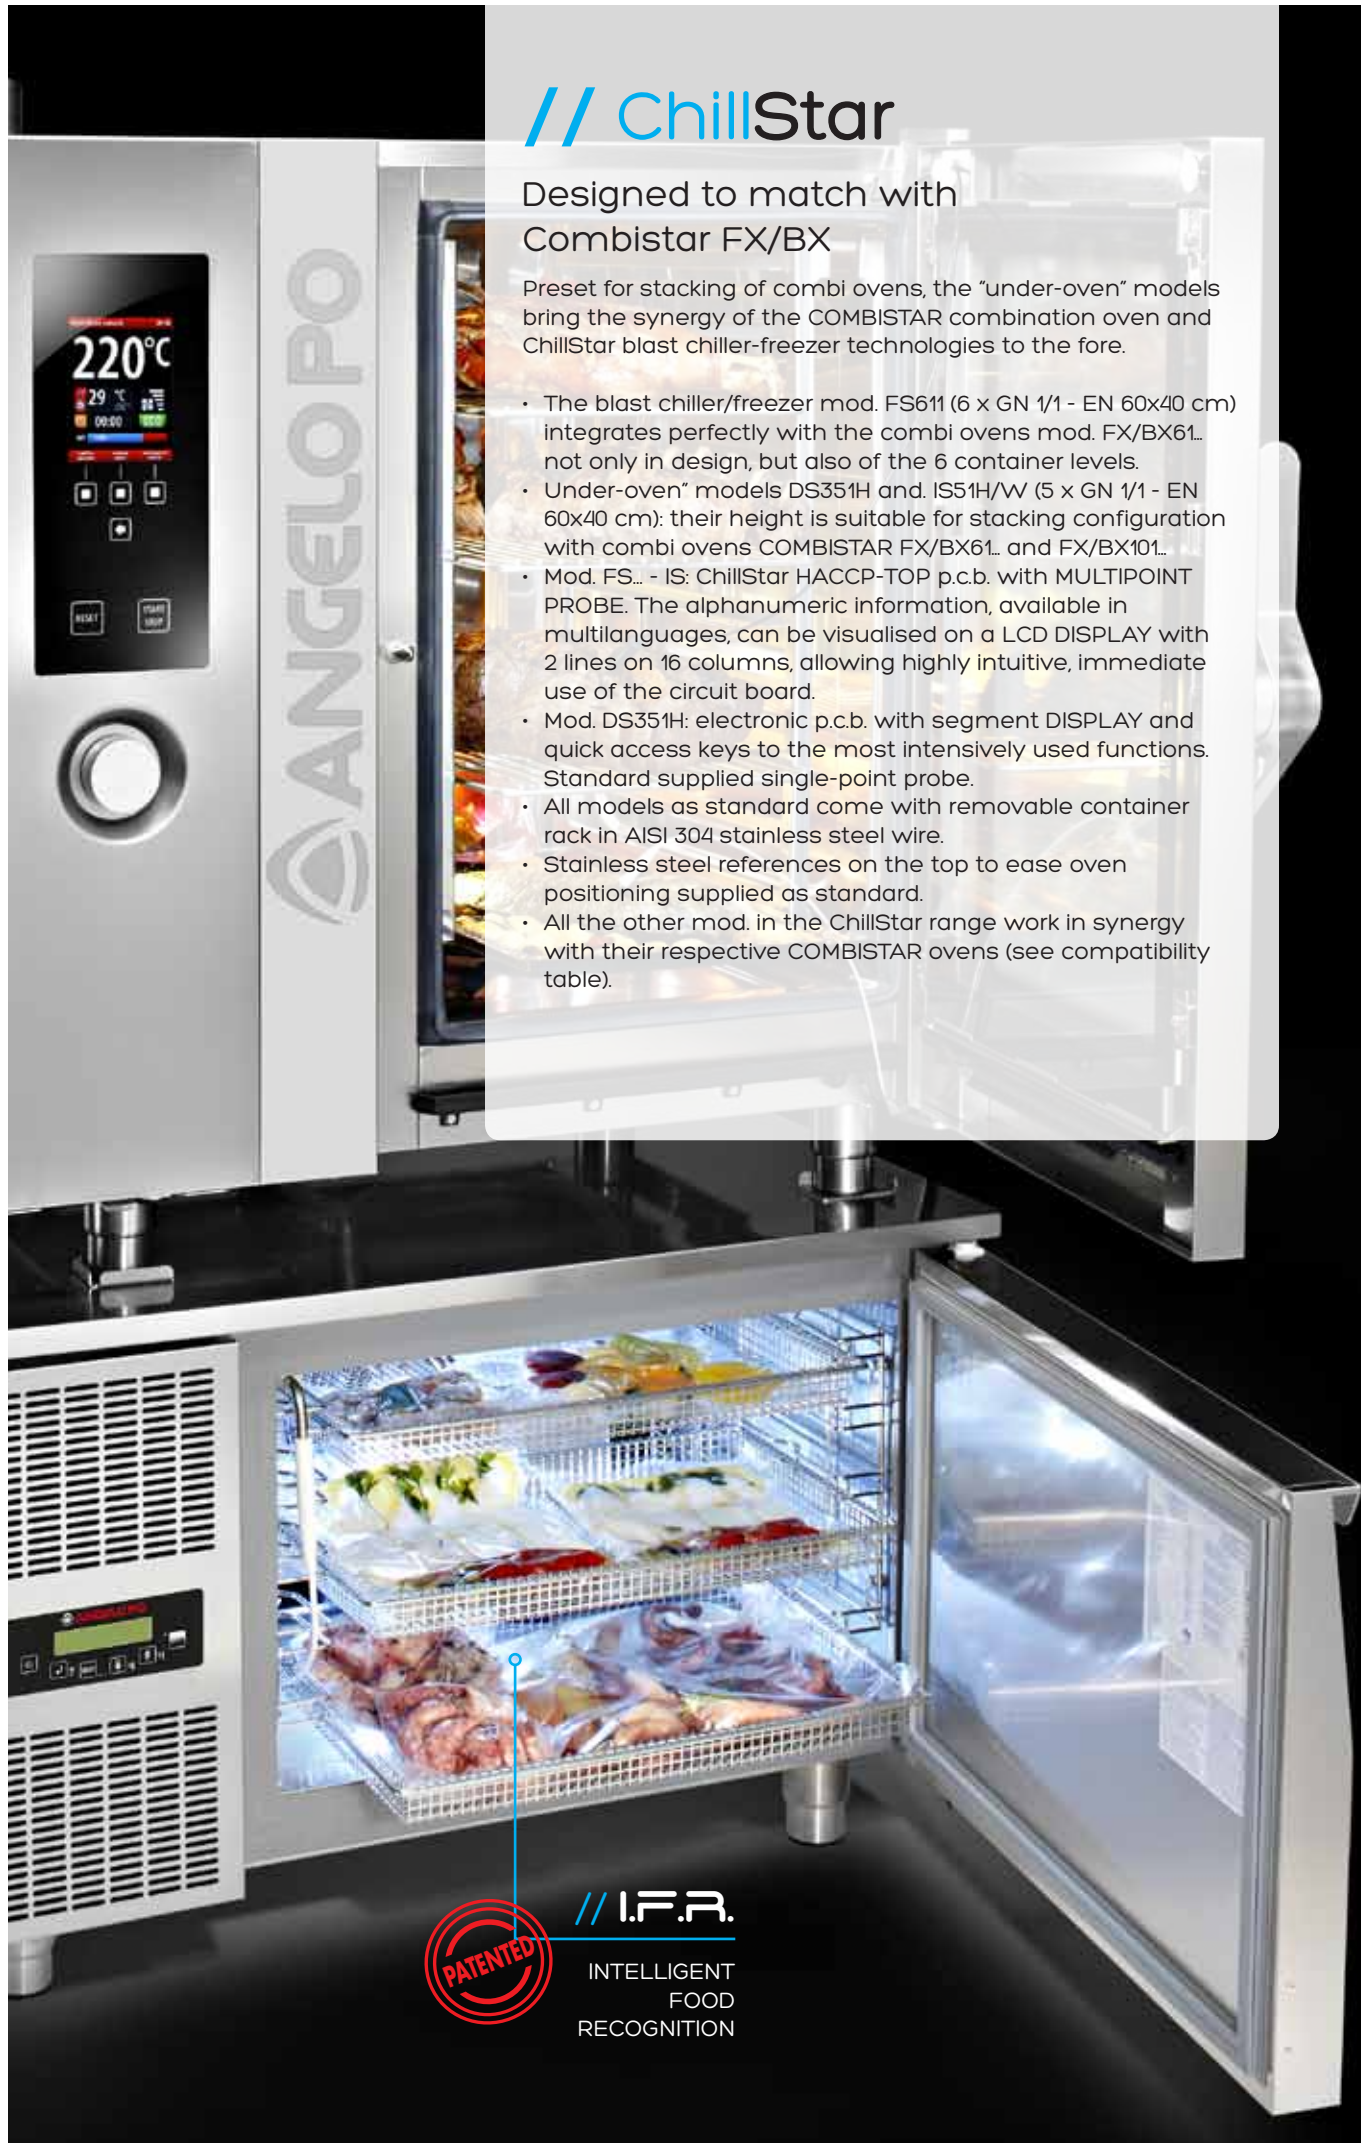 // ChillStar
Designed to match with
Combistar FX/BX
Preset for stacking of combi ovens, the "under-oven" models
bring the synergy of the COMBISTAR combination oven and
ChillStar blast chiller-freezer technologies to the fore.
• The blast chiller/freezer mod. FS611 (6 x GN 1/1 - EN 60x40 cm)
integrates perfectly with the combi ovens mod. FX/BX61...
not only in design, but also of the 6 container levels.
• Under-oven" models DS351H and. IS51H/W (5 x GN 1/1 - EN
60x40 cm): their height is suitable for stacking configuration
with combi ovens COMBISTAR FX/BX61... and FX/BX101...
• Mod. FS... - IS: ChillStar HACCP-TOP p.c.b. with MULTIPOINT
PROBE. The alphanumeric information, available in
multilanguages, can be visualised on a LCD DISPLAY with
2 lines on 16 columns, allowing highly intuitive, immediate
use of the circuit board.
• Mod. DS351H: electronic p.c.b. with segment DISPLAY and
quick access keys to the most intensively used functions.
Standard supplied single-point probe.
• All models as standard come with removable container
rack in AISI 304 stainless steel wire.
• Stainless steel references on the top to ease oven
positioning supplied as standard.
• All the other mod. in the ChillStar range work in synergy
with their respective COMBISTAR ovens (see compatibility
table).
220°C
29 °C
00:00 ECO
RESET START STOP
ANGELO PO
ANGELO PO
// I.F.R.
PATENTED
INTELLIGENT
FOOD
RECOGNITION